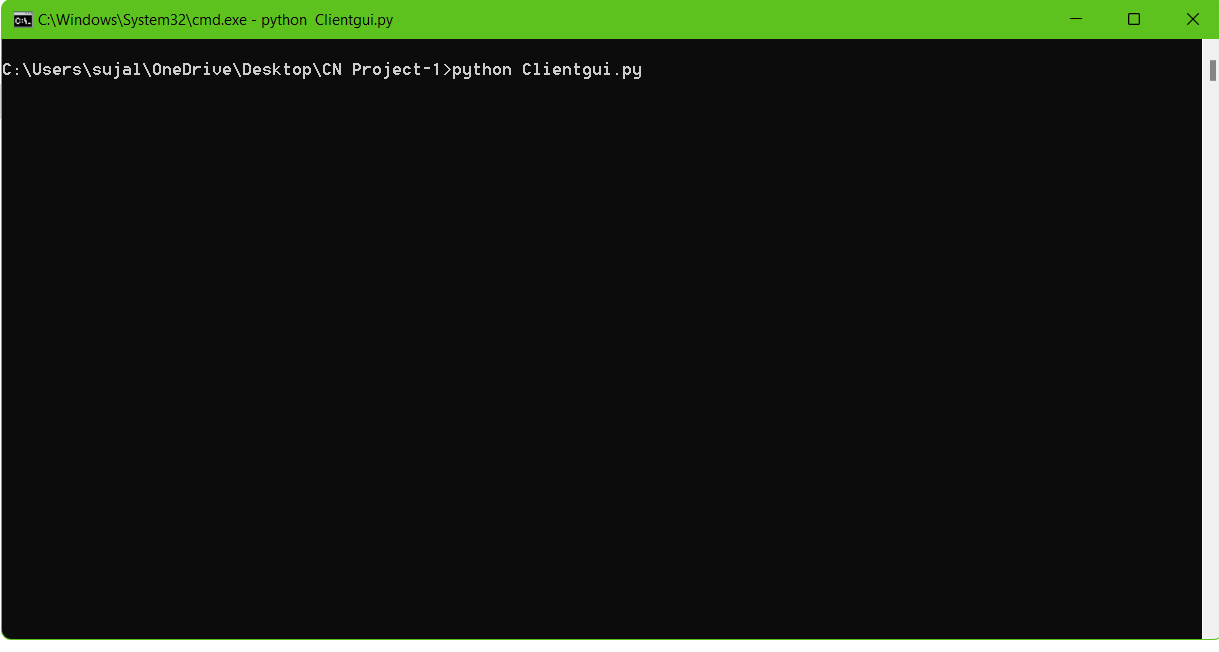 C:\Windows\System32\cmd.exe - python  Clientgui.py
C:\Users\sujal\OneDrive\Desktop\CN Project-1>python Clientgui.py